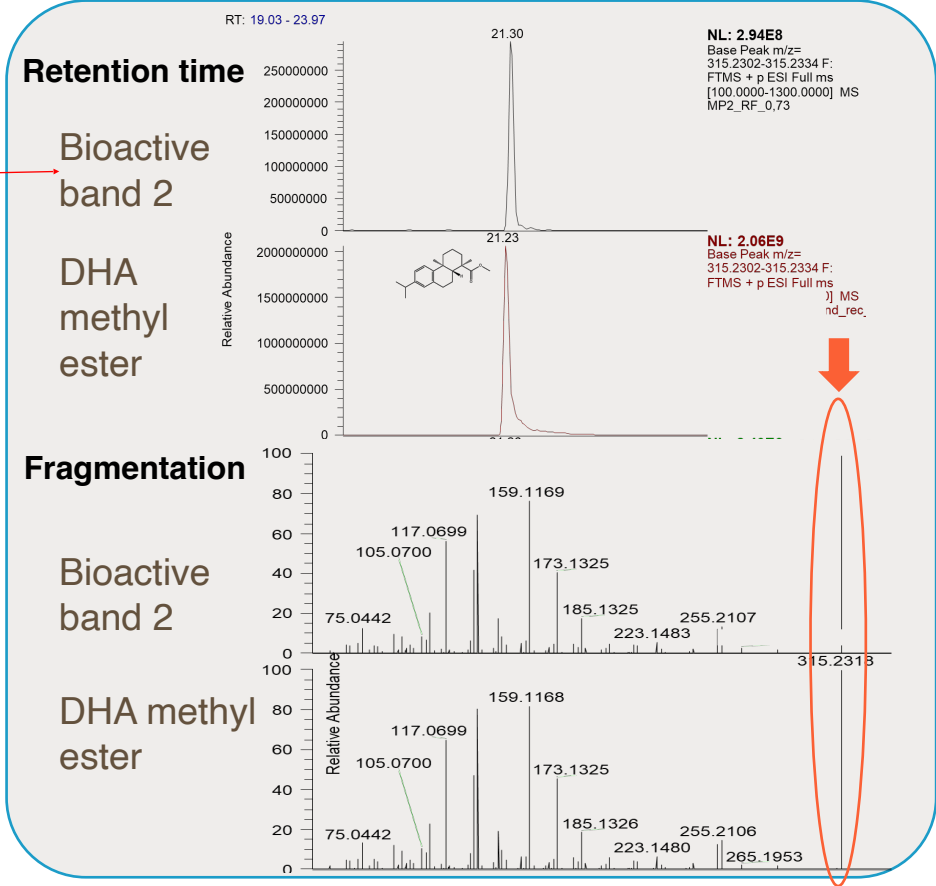 RT: 19.03 - 23.97
Retention time
Bioactive
band 2
DHA
methyl
ester
21.30
250000000
200000000
150000000
100000000
50000000
0
NL: 2.94E8
Base Peak m/z=
315.2302-315.2334 F:
FTMS + p ESI Full ms
[100.0000-1300.0000] MS
MP2_RF_0,73
Relative Abundance
21.23
2000000000
1500000000
1000000000
500000000
0
NL: 2.06E9
Base Peak m/z=
315.2302-315.2334 F:
FTMS + p ESI Full ms
)] MS
nd_rec_
Fragmentation
Bioactive
band 2
100
80
60
40
20
0
75.0442
105.0700
117.0699
159.1169
173.1325
185.1325
223.1483
255.2107
315.2318
DHA methyl
ester
Relative Abundance
100
80
60
40
20
0
75.0442
105.0700
117.0699
159.1168
173.1325
185.1326
223.1480
255.2106
265.1953